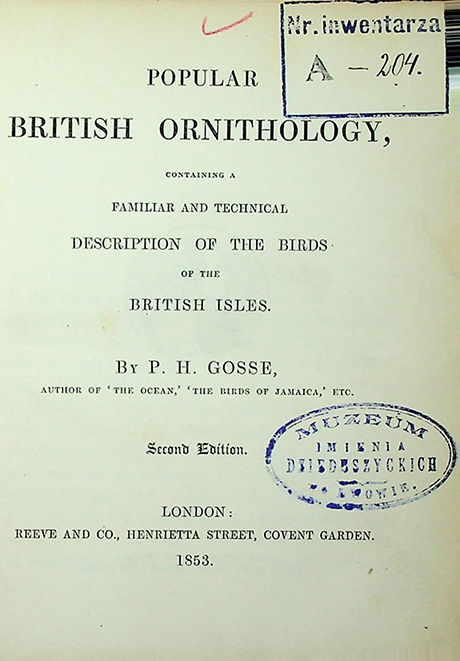 Nr. inwentarza
A - 204.
POPULAR
BRITISH ORNITHOLOGY,
CONTAINING A
FAMILIAR AND TECHNICAL
DESCRIPTION OF THE BIRDS
OF THE
BRITISH ISLES.
BY P. H. GOSSE,
AUTHOR OF 'THE OCEAN,' 'THE BIRDS OF JAMAICA,' ETC.
Second Edition.
MUZEUM
IMIENIA
DZIEDUSZYCKICH
LWOWIE.
LONDON:
REEVE AND CO., HENRIETTA STREET, COVENT GARDEN.
1853.